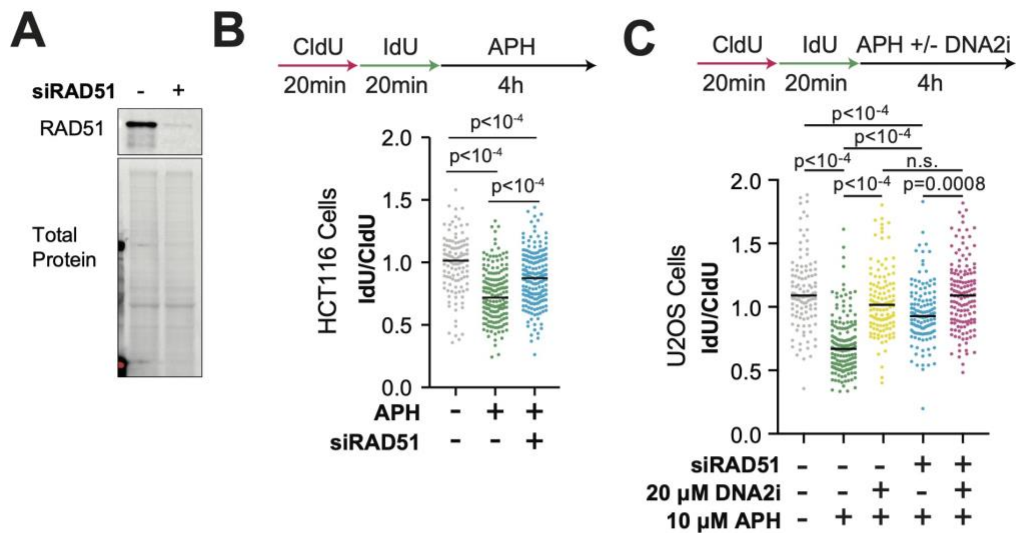 A
siRAD51 - +
RAD51
Total
Protein
B
CldU IdU APH
20min 20min 4h
p<10-4
p<10-4
p<10-4
HCT116 Cells
IdU/CldU
2.0
1.5
1.0
0.5
0.0
APH - + +
siRAD51 - - +
C
CldU IdU APH +/- DNA2i
20min 20min 4h
p<10-4
p<10-4
p<10-4 n.s.
p<10-4 p=0.0008
U2OS Cells
IdU/CldU
2.0
1.5
1.0
0.5
0.0
siRAD51 - - - + +
20 µM DNA2i - - + - +
10 µM APH - + + + +